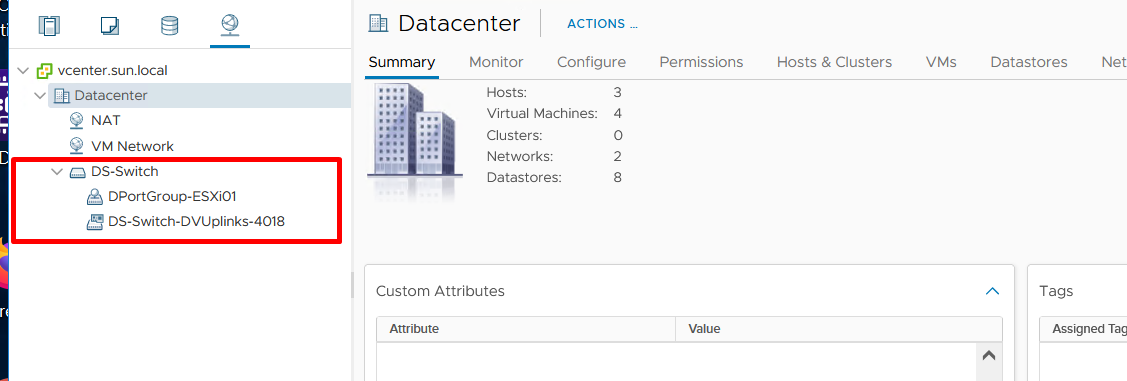 Datacenter
ACTIONS ...
Summary Monitor Configure Permissions Hosts & Clusters VMs Datastores
vcenter.sun.local
Datacenter
NAT
VM Network
DS-Switch
DPortGroup-ESXi01
DS-Switch-DVUplinks-4018
Hosts: 3
Virtual Machines: 4
Clusters: 0
Networks: 2
Datastores: 8
Custom Attributes
Attribute Value
Tags
Assigned